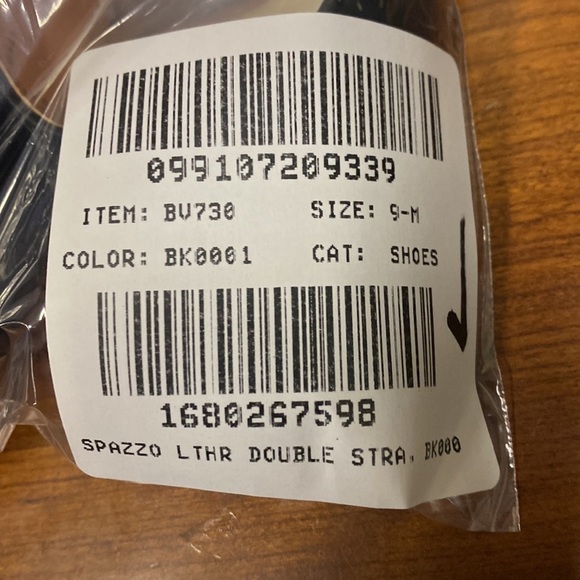 099107209339
ITEM: BV730 SIZE: 9-M
COLOR: BK0001 CAT: SHOES
1680267598
SPAZZO LTHR DOUBLE STRA, BK000